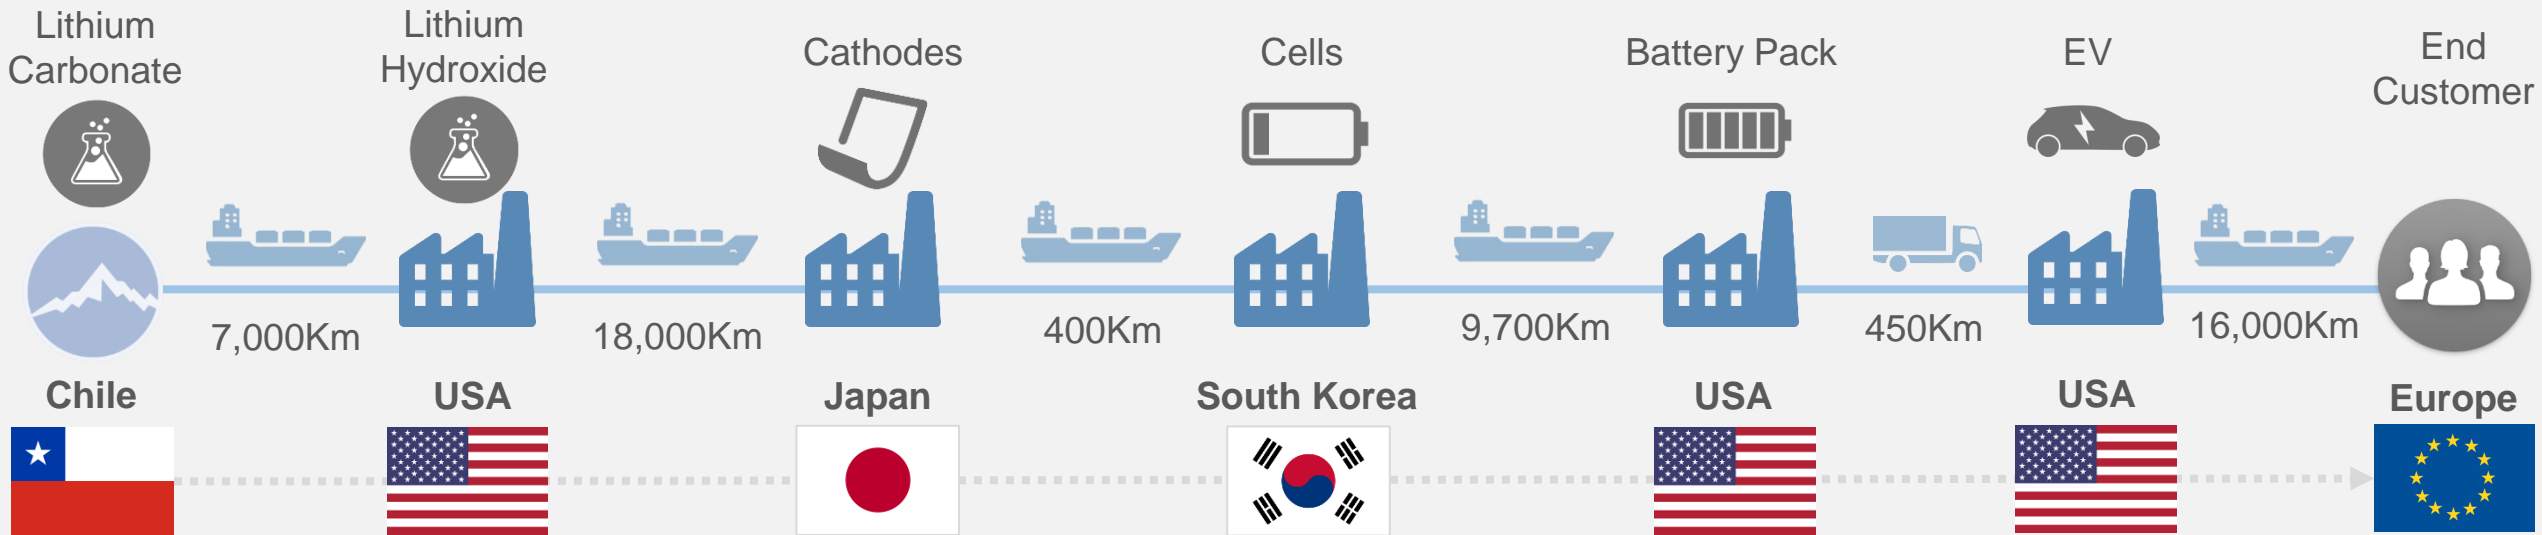 Lithium
Carbonate
Lithium
Hydroxide
Cathodes
Cells
Battery Pack
EV
End
Customer
7,000Km
18,000Km
400Km
9,700Km
450Km
16,000Km
Chile
USA
Japan
South Korea
USA
USA
Europe